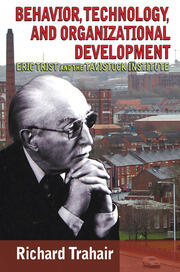 BEHAVIOR, TECHNOLOGY,
AND ORGANIZATIONAL
DEVELOPMENT
ERIC TRIST AND THE TAVISTOCK INSTITUTE
Richard Trahair